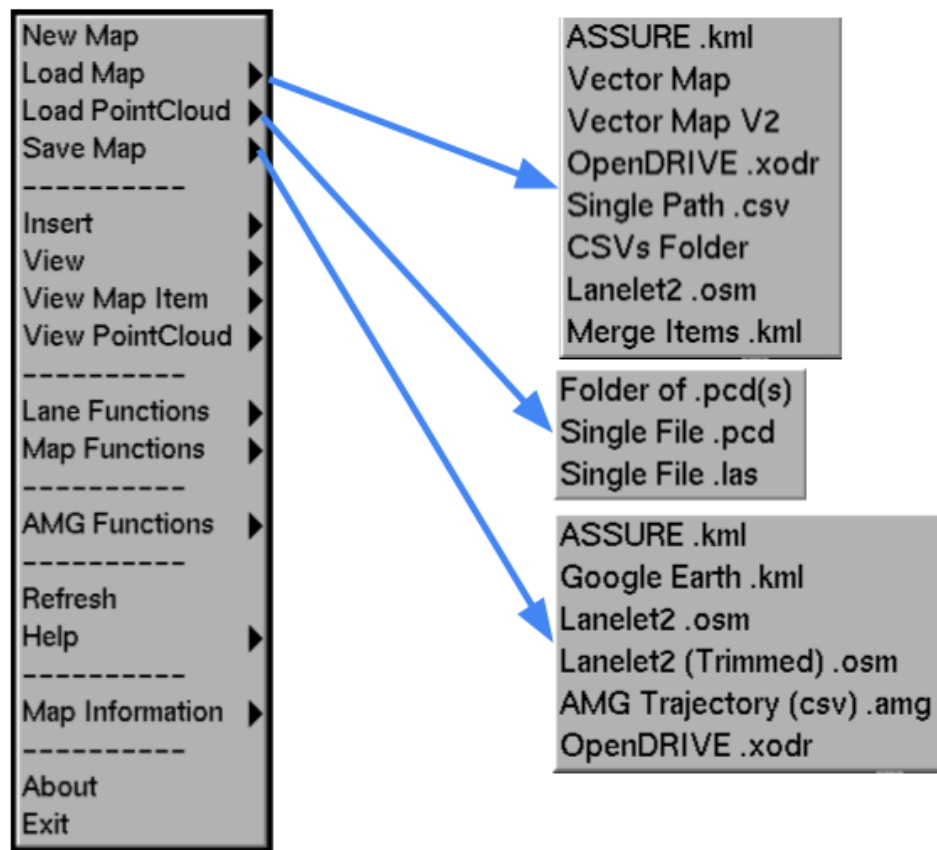 New Map
Load Map
Load PointCloud
Save Map
----------
Insert
View
View Map Item
View PointCloud
----------
Lane Functions
Map Functions
----------
AMG Functions
----------
Refresh
Help
----------
Map Information
----------
About
Exit
ASSURE .kml
Vector Map
Vector Map V2
OpenDRIVE .xodr
Single Path .csv
CSVs Folder
Lanelet2 .osm
Merge Items .kml
Folder of .pcd(s)
Single File .pcd
Single File .las
ASSURE .kml
Google Earth .kml
Lanelet2 .osm
Lanelet2 (Trimmed) .osm
AMG Trajectory (csv) .amg
OpenDRIVE .xodr